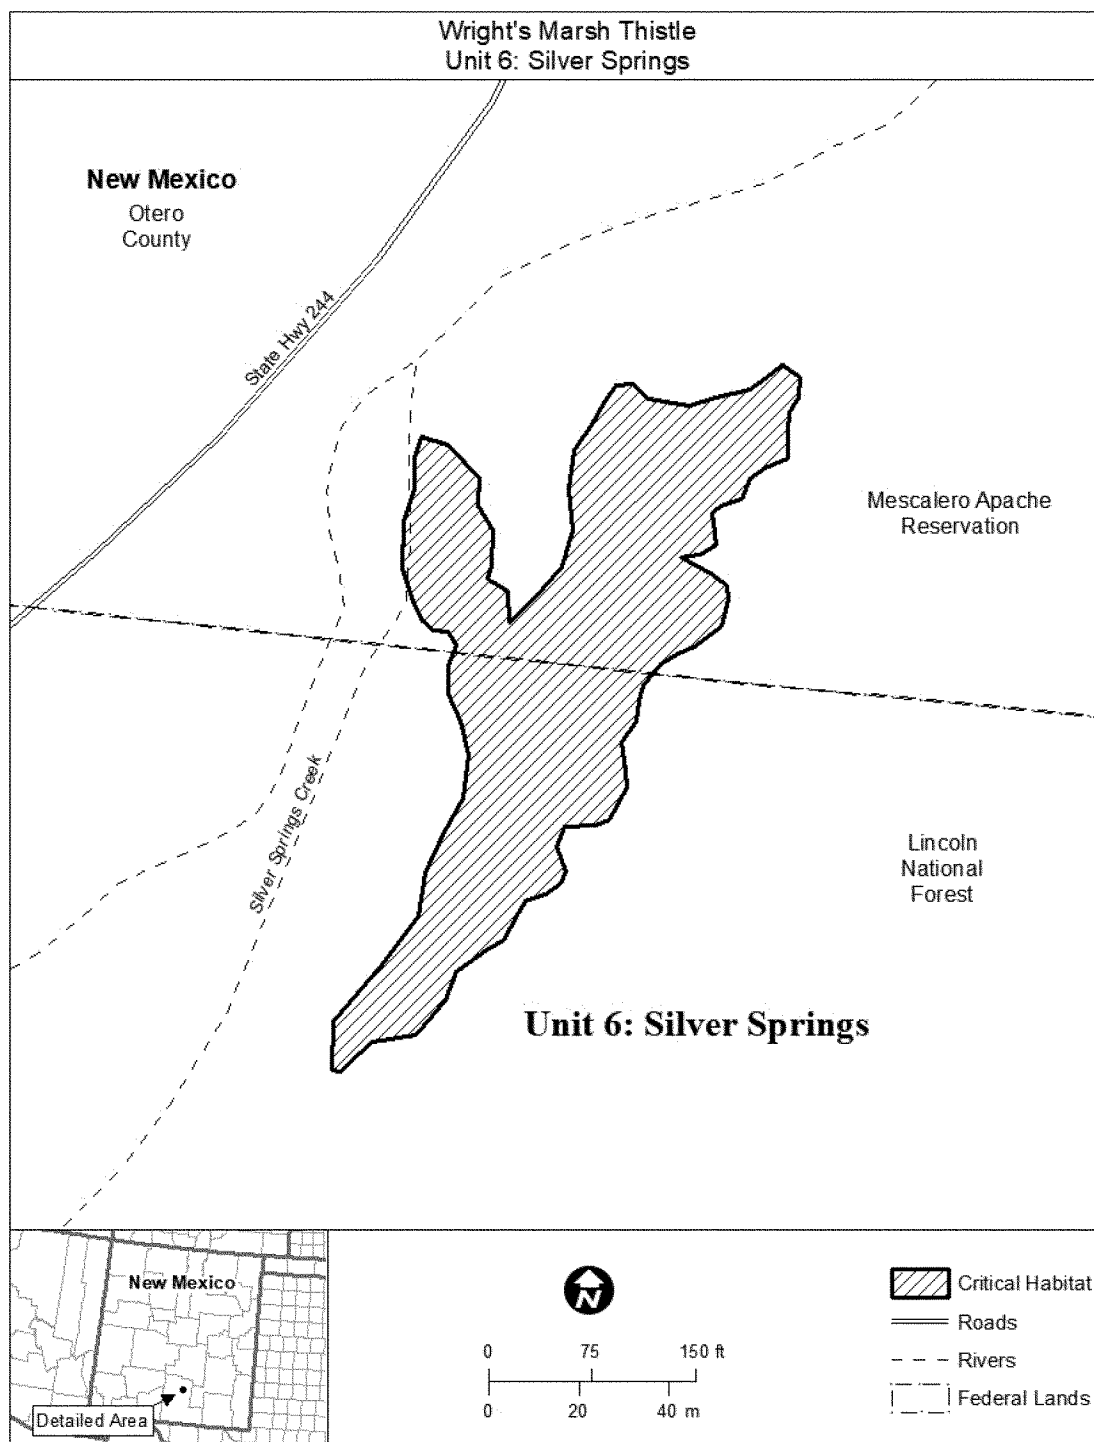 Wright's Marsh Thistle
Unit 6: Silver Springs
New Mexico
Otero
County
State Hwy 244
Mescalero Apache
Reservation
Silver Springs Creek
Lincoln
National
Forest
Unit 6: Silver Springs
New Mexico
Detailed Area
N
0 75 150 ft
0 20 40 m
Critical Habitat
Roads
Rivers
Federal Lands